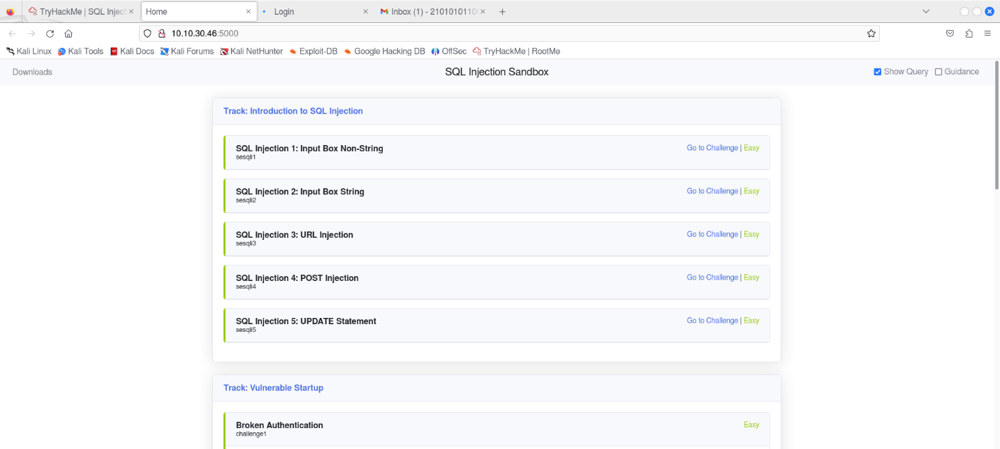 TryHackMe | SQL Inject
Home
Login
Inbox (1) - 2101010110
10.10.30.46:5000
Kali Linux Kali Tools Kali Docs Kali Forums Kali NetHunter Exploit-DB Google Hacking DB OffSec TryHackMe | RootMe
Downloads
SQL Injection Sandbox
Show Query Guidance
Track: Introduction to SQL Injection
SQL Injection 1: Input Box Non-String
Go to Challenge | Easy
sesqli1
SQL Injection 2: Input Box String
Go to Challenge | Easy
sesqli2
SQL Injection 3: URL Injection
Go to Challenge | Easy
sesqli3
SQL Injection 4: POST Injection
Go to Challenge | Easy
sesqli4
SQL Injection 5: UPDATE Statement
Go to Challenge | Easy
sesqli5
Track: Vulnerable Startup
Broken Authentication
Easy
challenge1